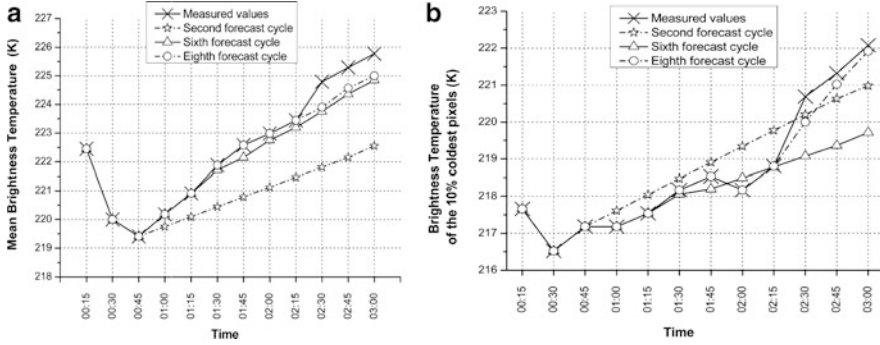 a
Measured values
Second forecast cycle
Sixth forecast cycle
Eighth forecast cycle
Mean Brightness Temperature (K)
227
226
225
224
223
222
221
220
219
218
00:15
00:30
00:45
01:00
01:15
01:30
01:45
02:00
02:15
02:30
02:45
03:00
Time
b
Measured values
Second forecast cycle
Sixth forecast cycle
Eighth forecast cycle
Brightness Temperature
of the 10% coldest pixels (K)
223
222
221
220
219
218
217
216
00:15
00:30
00:45
01:00
01:15
01:30
01:45
02:00
02:15
02:30
02:45
03:00
Time